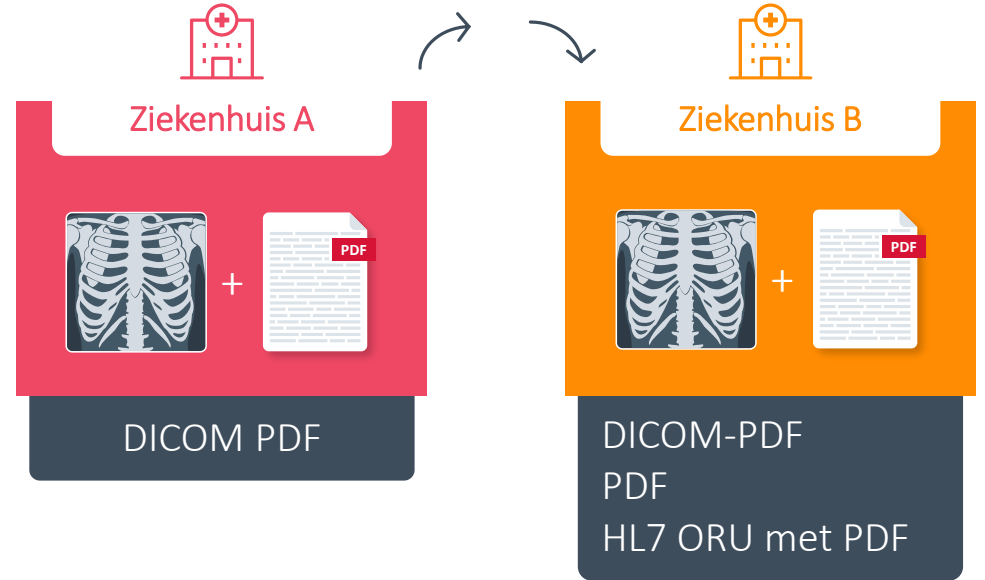 Ziekenhuis A
PDF
+
DICOM PDF
Ziekenhuis B
PDF
+
DICOM-PDF
PDF
HL7 ORU met PDF